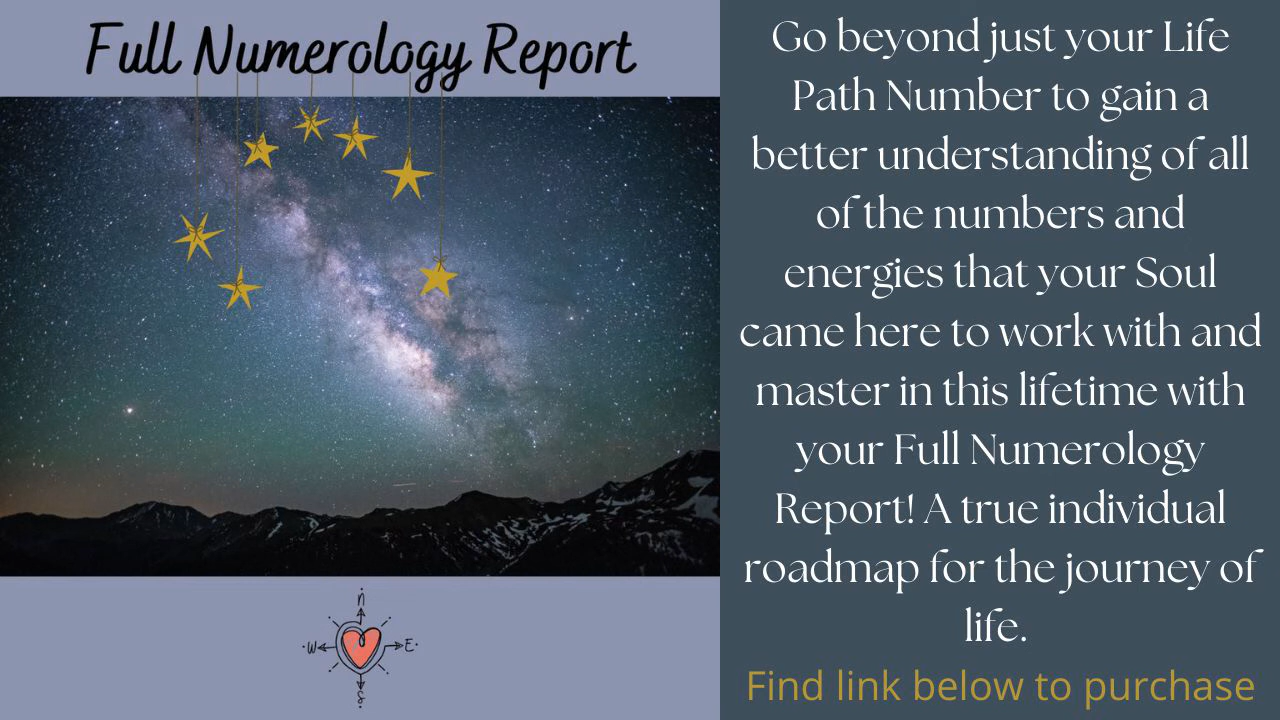 Full Numerology Report
n
W E
S
Go beyond just your Life
Path Number to gain a
better understanding of all
of the numbers and
energies that your Soul
came here to work with and
master in this lifetime with
your Full Numerology
Report! A true individual
roadmap for the journey of
life.
Find link below to purchase